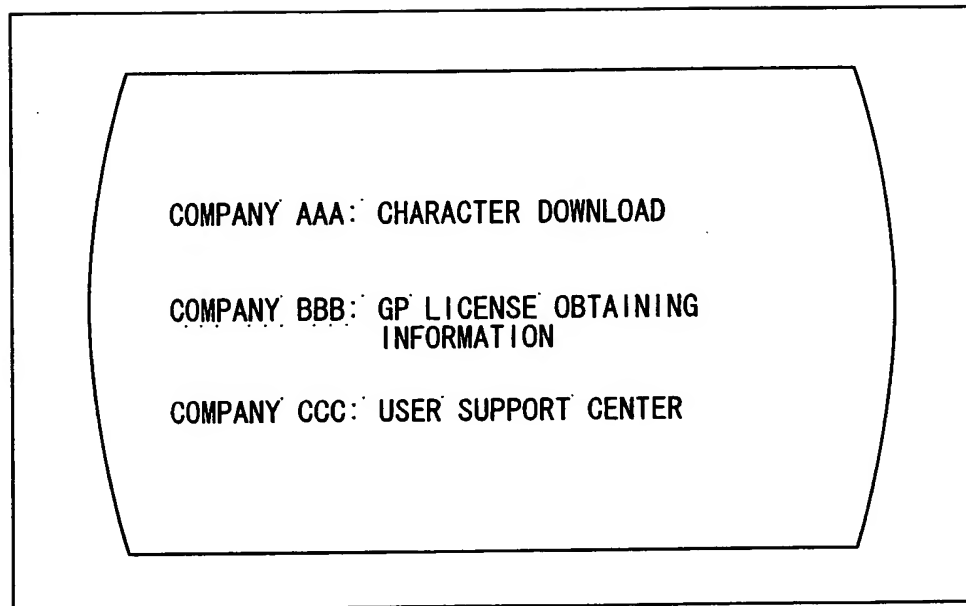 COMPANY AAA: CHARACTER DOWNLOAD
COMPANY BBB: GP LICENSE OBTAINING
INFORMATION
COMPANY CCC: USER SUPPORT CENTER